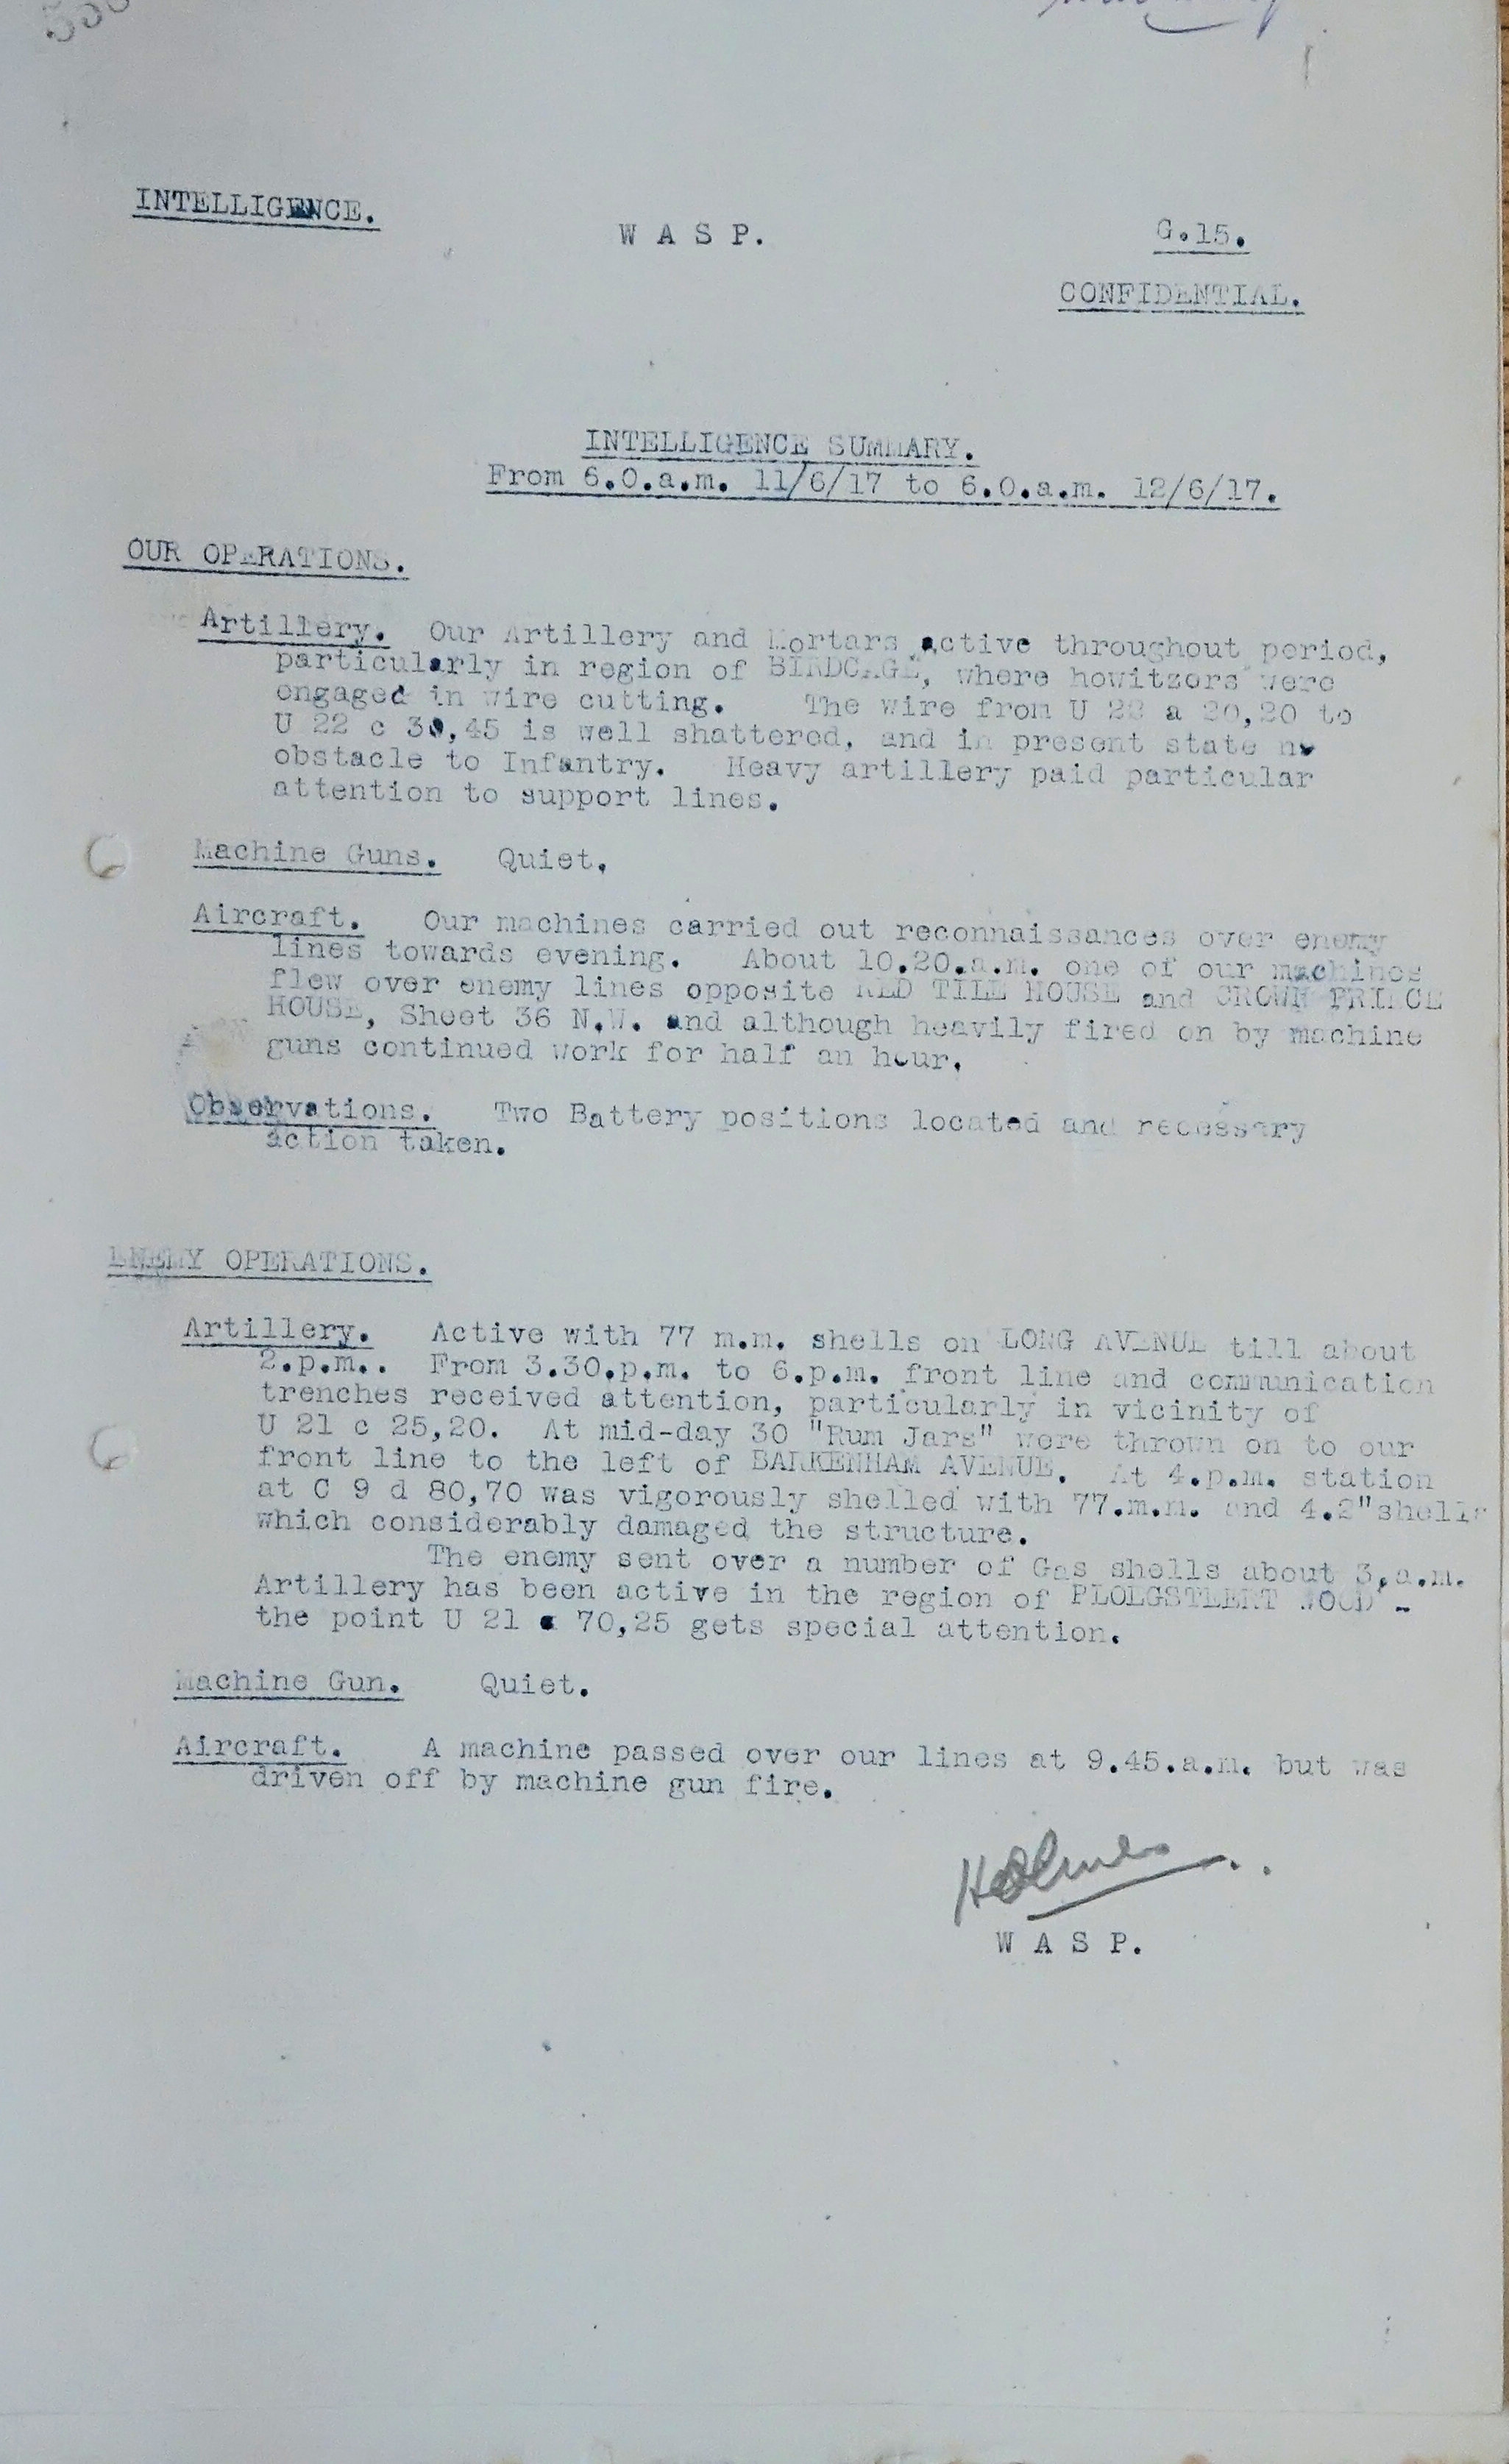 INTELLIGENCE.
W A S P.
G.15.
CONFIDENTIAL.
INTELLIGENCE SUMMARY.
From 6.0.a.m. 11/6/17 to 6.0.a.m. 12/6/17.
OUR OPERATIONS.
Artillery. Our Artillery and Mortars active throughout period,
particularly in region of BIRDCAGE, where howitzers were
engaged in wire cutting. The wire from U 22 a 20,20 to
U 22 c 30,45 is well shattered, and in present state no
obstacle to Infantry. Heavy artillery paid particular
attention to support lines.
Machine Guns. Quiet.
Aircraft. Our machines carried out reconnaissances over enemy
lines towards evening. About 10.20.a.m. one of our machines
flew over enemy lines opposite RED TILE HOUSE and CROWN PRINCE
HOUSE, Sheet 36 N.W. and although heavily fired on by machine
guns continued work for half an hour.
Observations. Two Battery positions located and necessary
action taken.
ENEMY OPERATIONS.
Artillery. Active with 77 m.m. shells on LONG AVENUE till about
2.p.m.. From 3.30.p.m. to 6.p.m. front line and communication
trenches received attention, particularly in vicinity of
U 21 c 25,20. At mid-day 30 "Rum Jars" were thrown on to our
front line to the left of BARKENHAM AVENUE. At 4.p.m. station
at C 9 d 80,70 was vigorously shelled with 77.m.m. and 4.2"shells
which considerably damaged the structure.
The enemy sent over a number of Gas shells about 3.a.m.
Artillery has been active in the region of PLOEGSTEERT WOOD -
the point U 21 70,25 gets special attention.
Machine Gun. Quiet.
Aircraft. A machine passed over our lines at 9.45.a.m. but was
driven off by machine gun fire.
Holmes
W A S P.